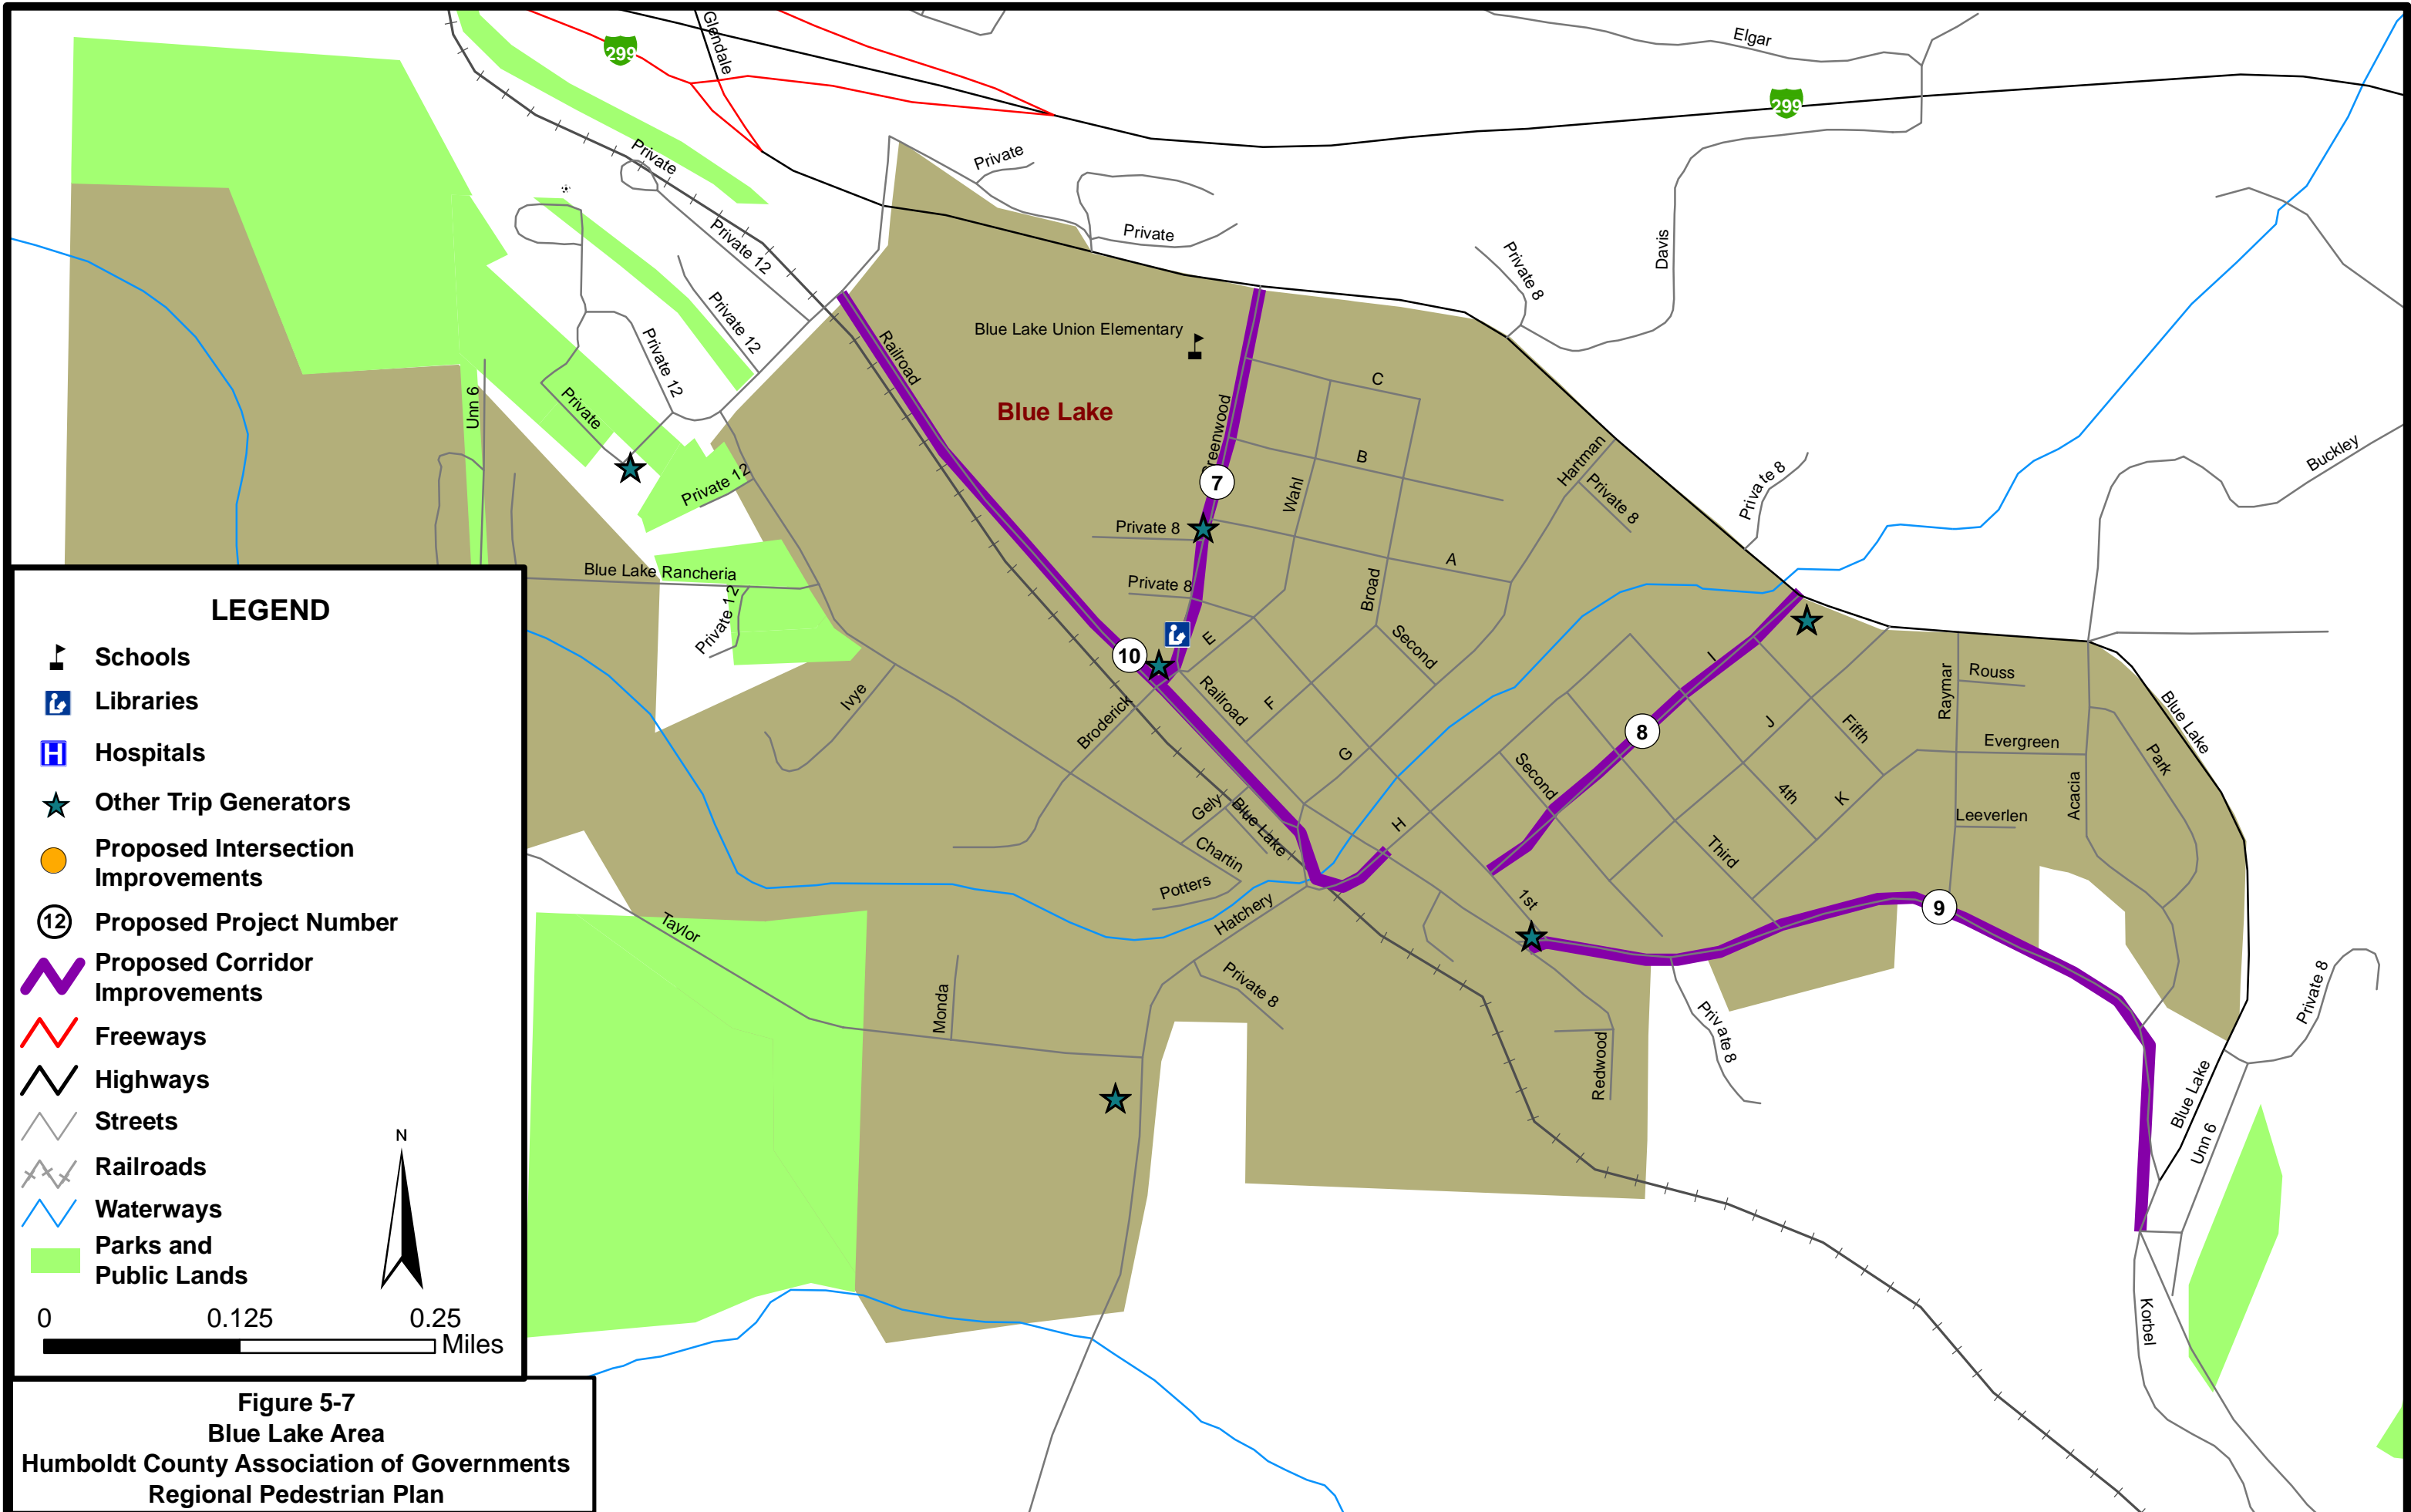 299
Glendale
Elgar
299
Private
Private
Private
Private 12
Private 12
Private 12
Private
Private 12
Unn 6
Private 8
Davis
Railroad
Blue Lake Union Elementary
Blue Lake
Greenwood
C
B
A
7
Wahl
Broad
Hartman
Private 8
Private 8
Buckley
Private 8
Private 8
Blue Lake Rancheria
Private 12
10
E
Second
Railroad
F
G
H
Ivye
Broderick
Gely
Blue Lake
Chartin
Potters
Hatchery
Private 8
Taylor
Monda
8
I
J
K
Second
Third
4th
Fifth
1st
Raymar
Rouss
Evergreen
Leeverlen
Acacia
Park
Blue Lake
9
Private 8
Redwood
Private 8
Blue Lake
Unn 6
Korbel
LEGEND
Schools
Libraries
H
Hospitals
Other Trip Generators
Proposed Intersection
Improvements
12
Proposed Project Number
Proposed Corridor
Improvements
Freeways
Highways
Streets
Railroads
Waterways
Parks and
Public Lands
N
0 0.125 0.25
Miles
Figure 5-7
Blue Lake Area
Humboldt County Association of Governments
Regional Pedestrian Plan